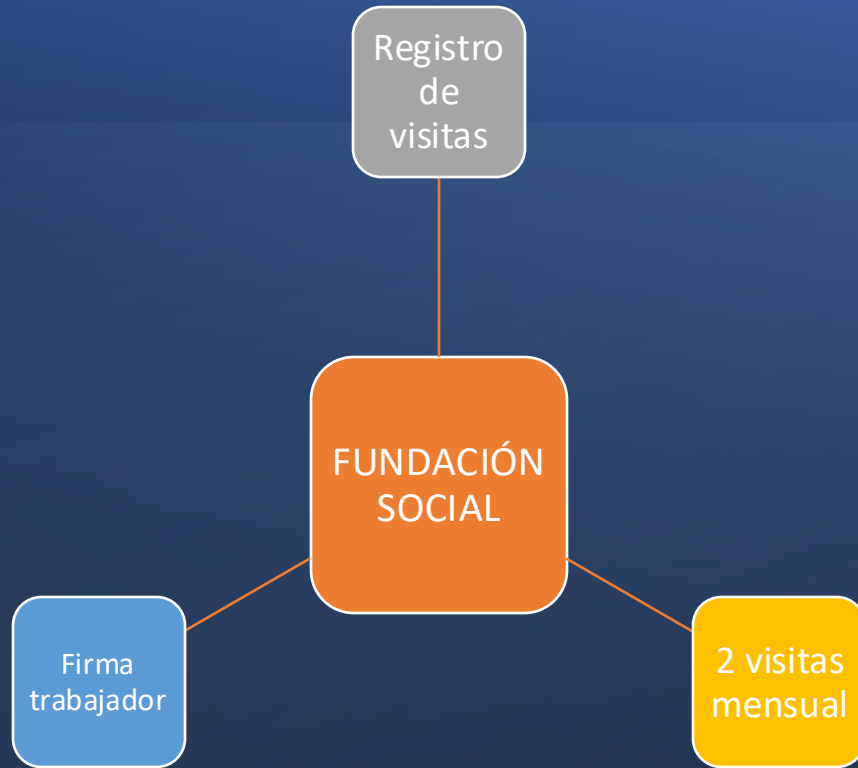 Registro
de
visitas
FUNDACIÓN
SOCIAL
Firma
trabajador
2 visitas
mensual